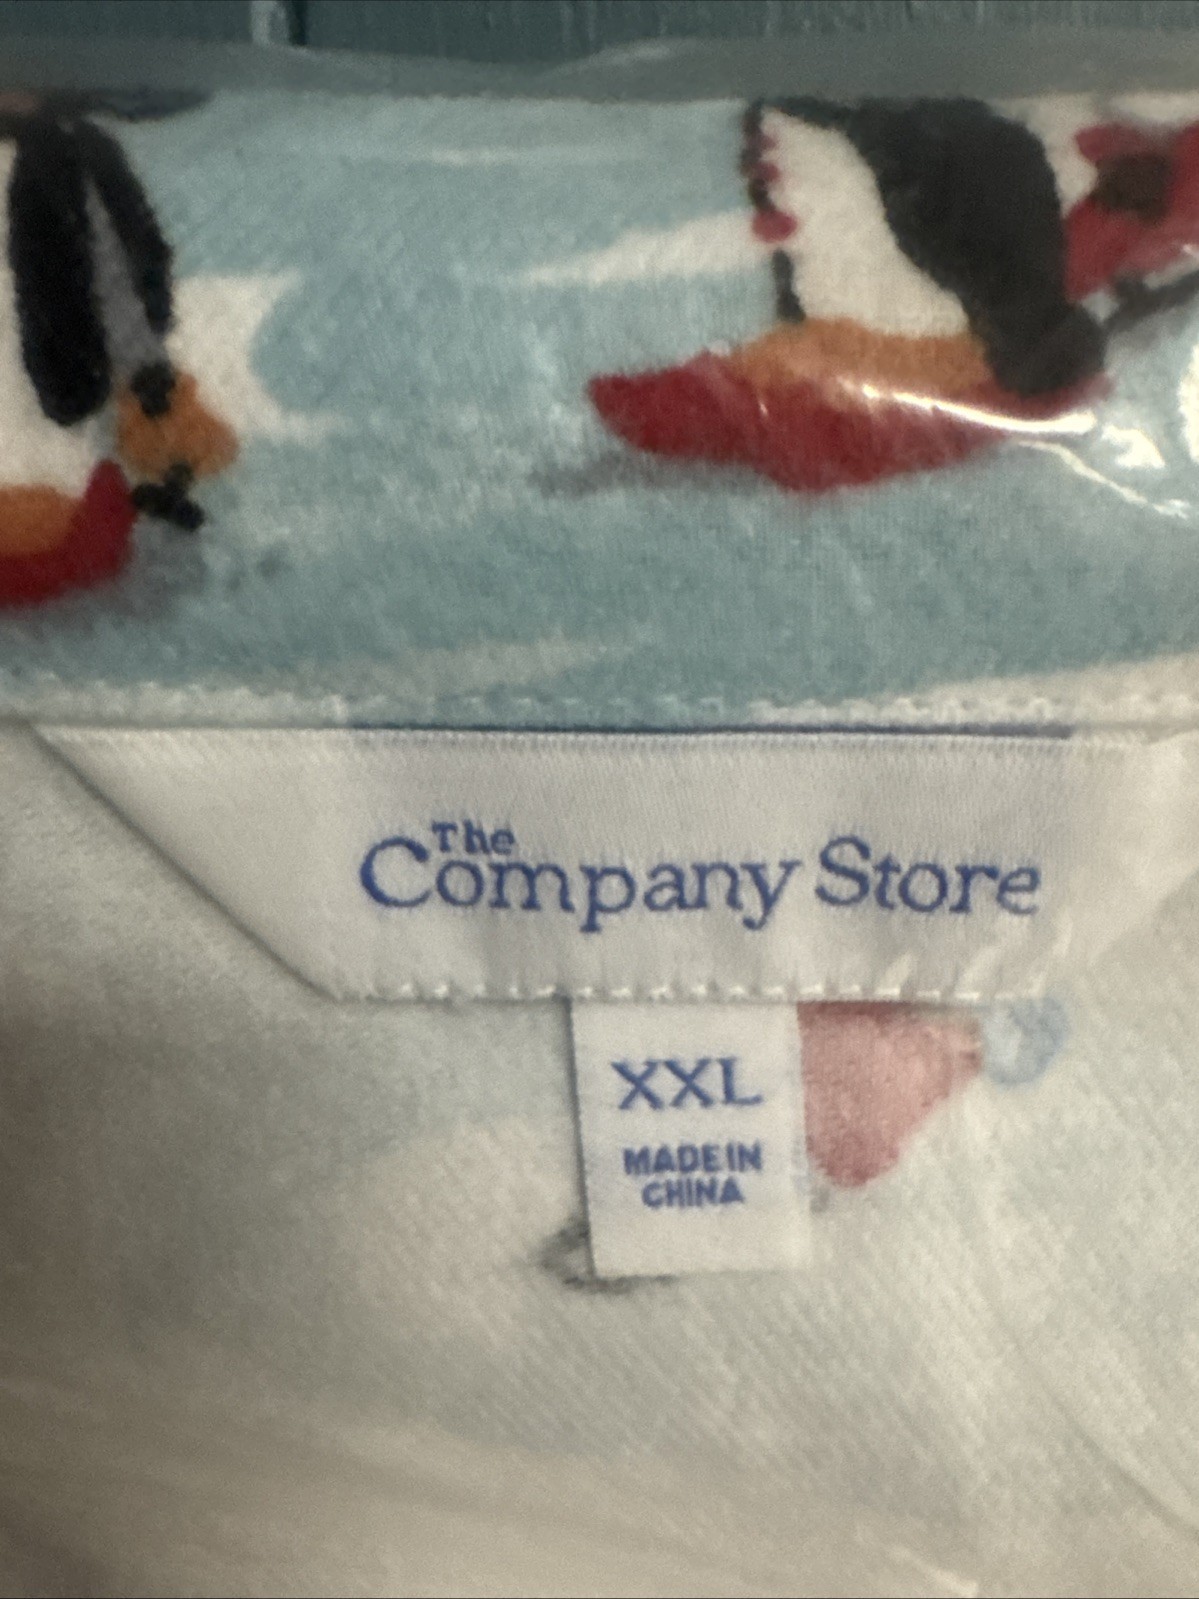 The
Company Store
XXL
MADE IN
CHINA